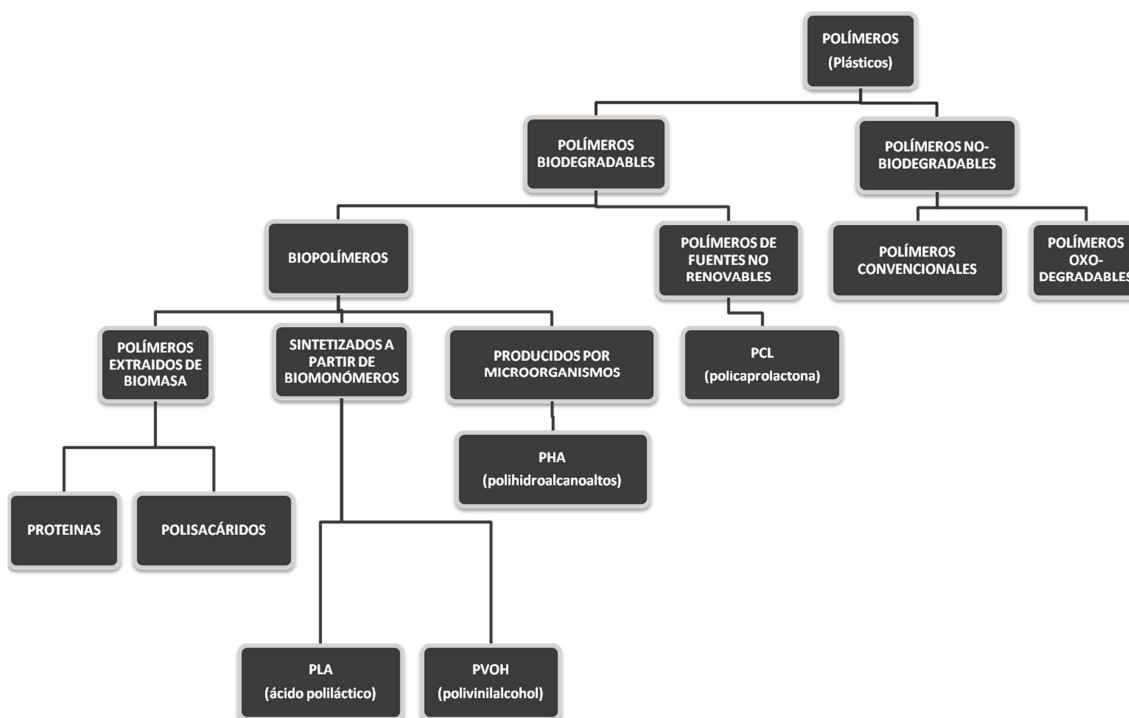 POLÍMEROS
(Plásticos)
POLÍMEROS
BIODEGRADABLES
POLÍMEROS NO-
BIODEGRADABLES
BIOPOLÍMEROS
POLÍMEROS DE
FUENTES NO
RENOVABLES
POLÍMEROS
CONVENCIONALES
POLÍMEROS
OXO-
DEGRADABLES
POLÍMEROS
EXTRAIDOS DE
BIOMASA
SINTETIZADOS A
PARTIR DE
BIOMONÓMEROS
PRODUCIDOS POR
MICROORGANISMOS
PCL
(policaprolactona)
PHA
(polihidroalcanoaltos)
PROTEINAS
POLISACÁRIDOS
PLA
(ácido poliláctico)
PVOH
(polivinilalcohol)